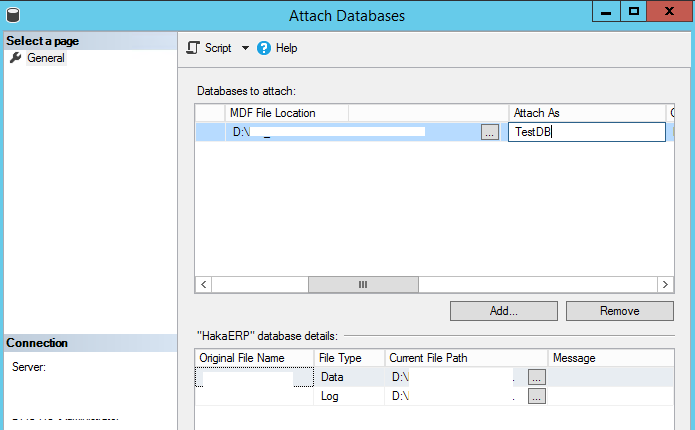 Attach Databases
Select a page
General
Script Help
Databases to attach:
MDF File Location Attach As
D:\ ... TestDB
Add... Remove
"HakaERP" database details:
Original File Name File Type Current File Path Message
Data D:\ ...
Log D:\ ...
Connection
Server: